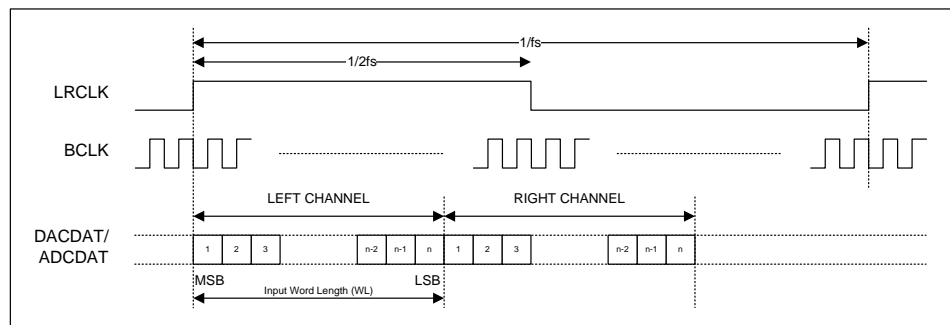 1/fs
1/2fs
LRCLK
BCLK
LEFT CHANNEL RIGHT CHANNEL
DACDAT/
ADCDAT
1 2 3 n-2 n-1 n 1 2 3 n-2 n-1 n
MSB LSB
Input Word Length (WL)